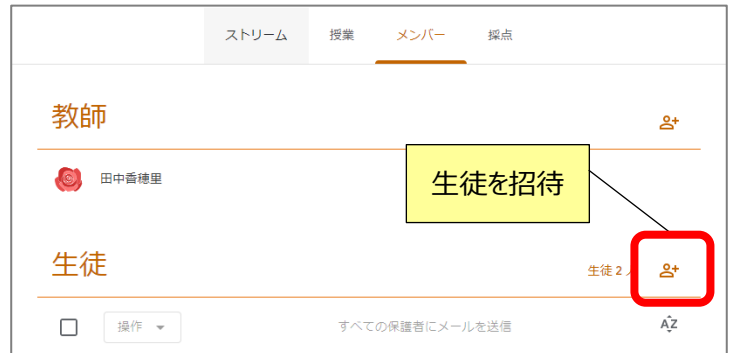 ストリーム 授業 メンバー 採点
教師
田中香穂里
生徒を招待
生徒
生徒 2
操作 すべての保護者にメールを送信 AZ